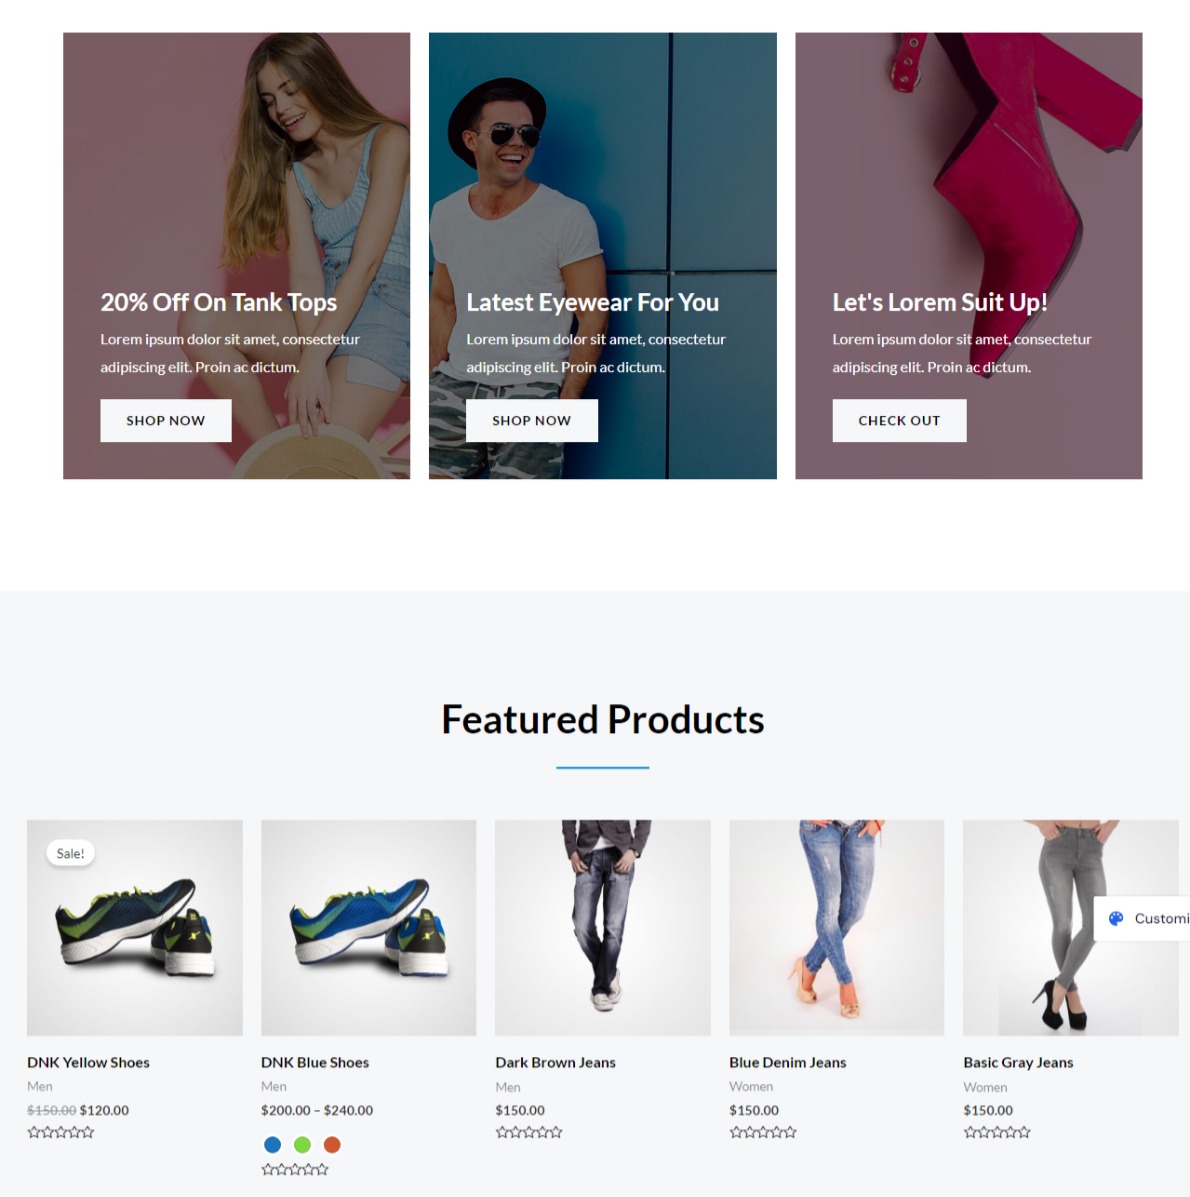 20% Off On Tank Tops
Lorem ipsum dolor sit amet, consectetur
adipiscing elit. Proin ac dictum.
SHOP NOW
Latest Eyewear For You
Lorem ipsum dolor sit amet, consectetur
adipiscing elit. Proin ac dictum.
SHOP NOW
Let's Lorem Suit Up!
Lorem ipsum dolor sit amet, consectetur
adipiscing elit. Proin ac dictum.
CHECK OUT
Featured Products
Sale!
DNK Yellow Shoes
Men
$150.00 $120.00
DNK Blue Shoes
Men
$200.00 – $240.00
Dark Brown Jeans
Men
$150.00
Blue Denim Jeans
Women
$150.00
Customi
Basic Gray Jeans
Women
$150.00